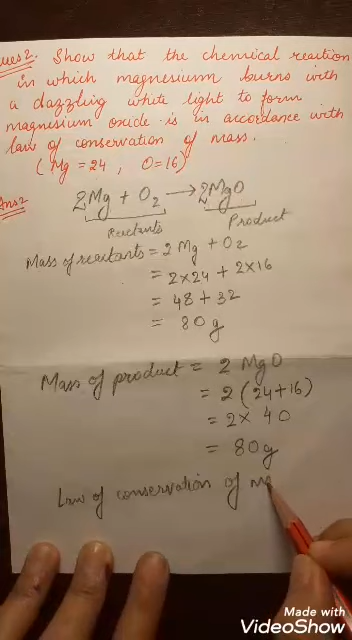 Ques2. Show that the chemical reaction
in which magnesium burns with
a dazzling white light to form
magnesium oxide is in accordance with
law of conservation of mass.
(Mg = 24, O=16)
Ans2
2Mg + O2 → 2MgO
Reactants Product
Mass of reactants = 2Mg + O2
= 2×24 + 2×16
= 48 + 32
= 80g
Mass of product = 2 MgO
= 2(24+16)
= 2× 40
= 80g
Law of conservation of
Made with
VideoShow